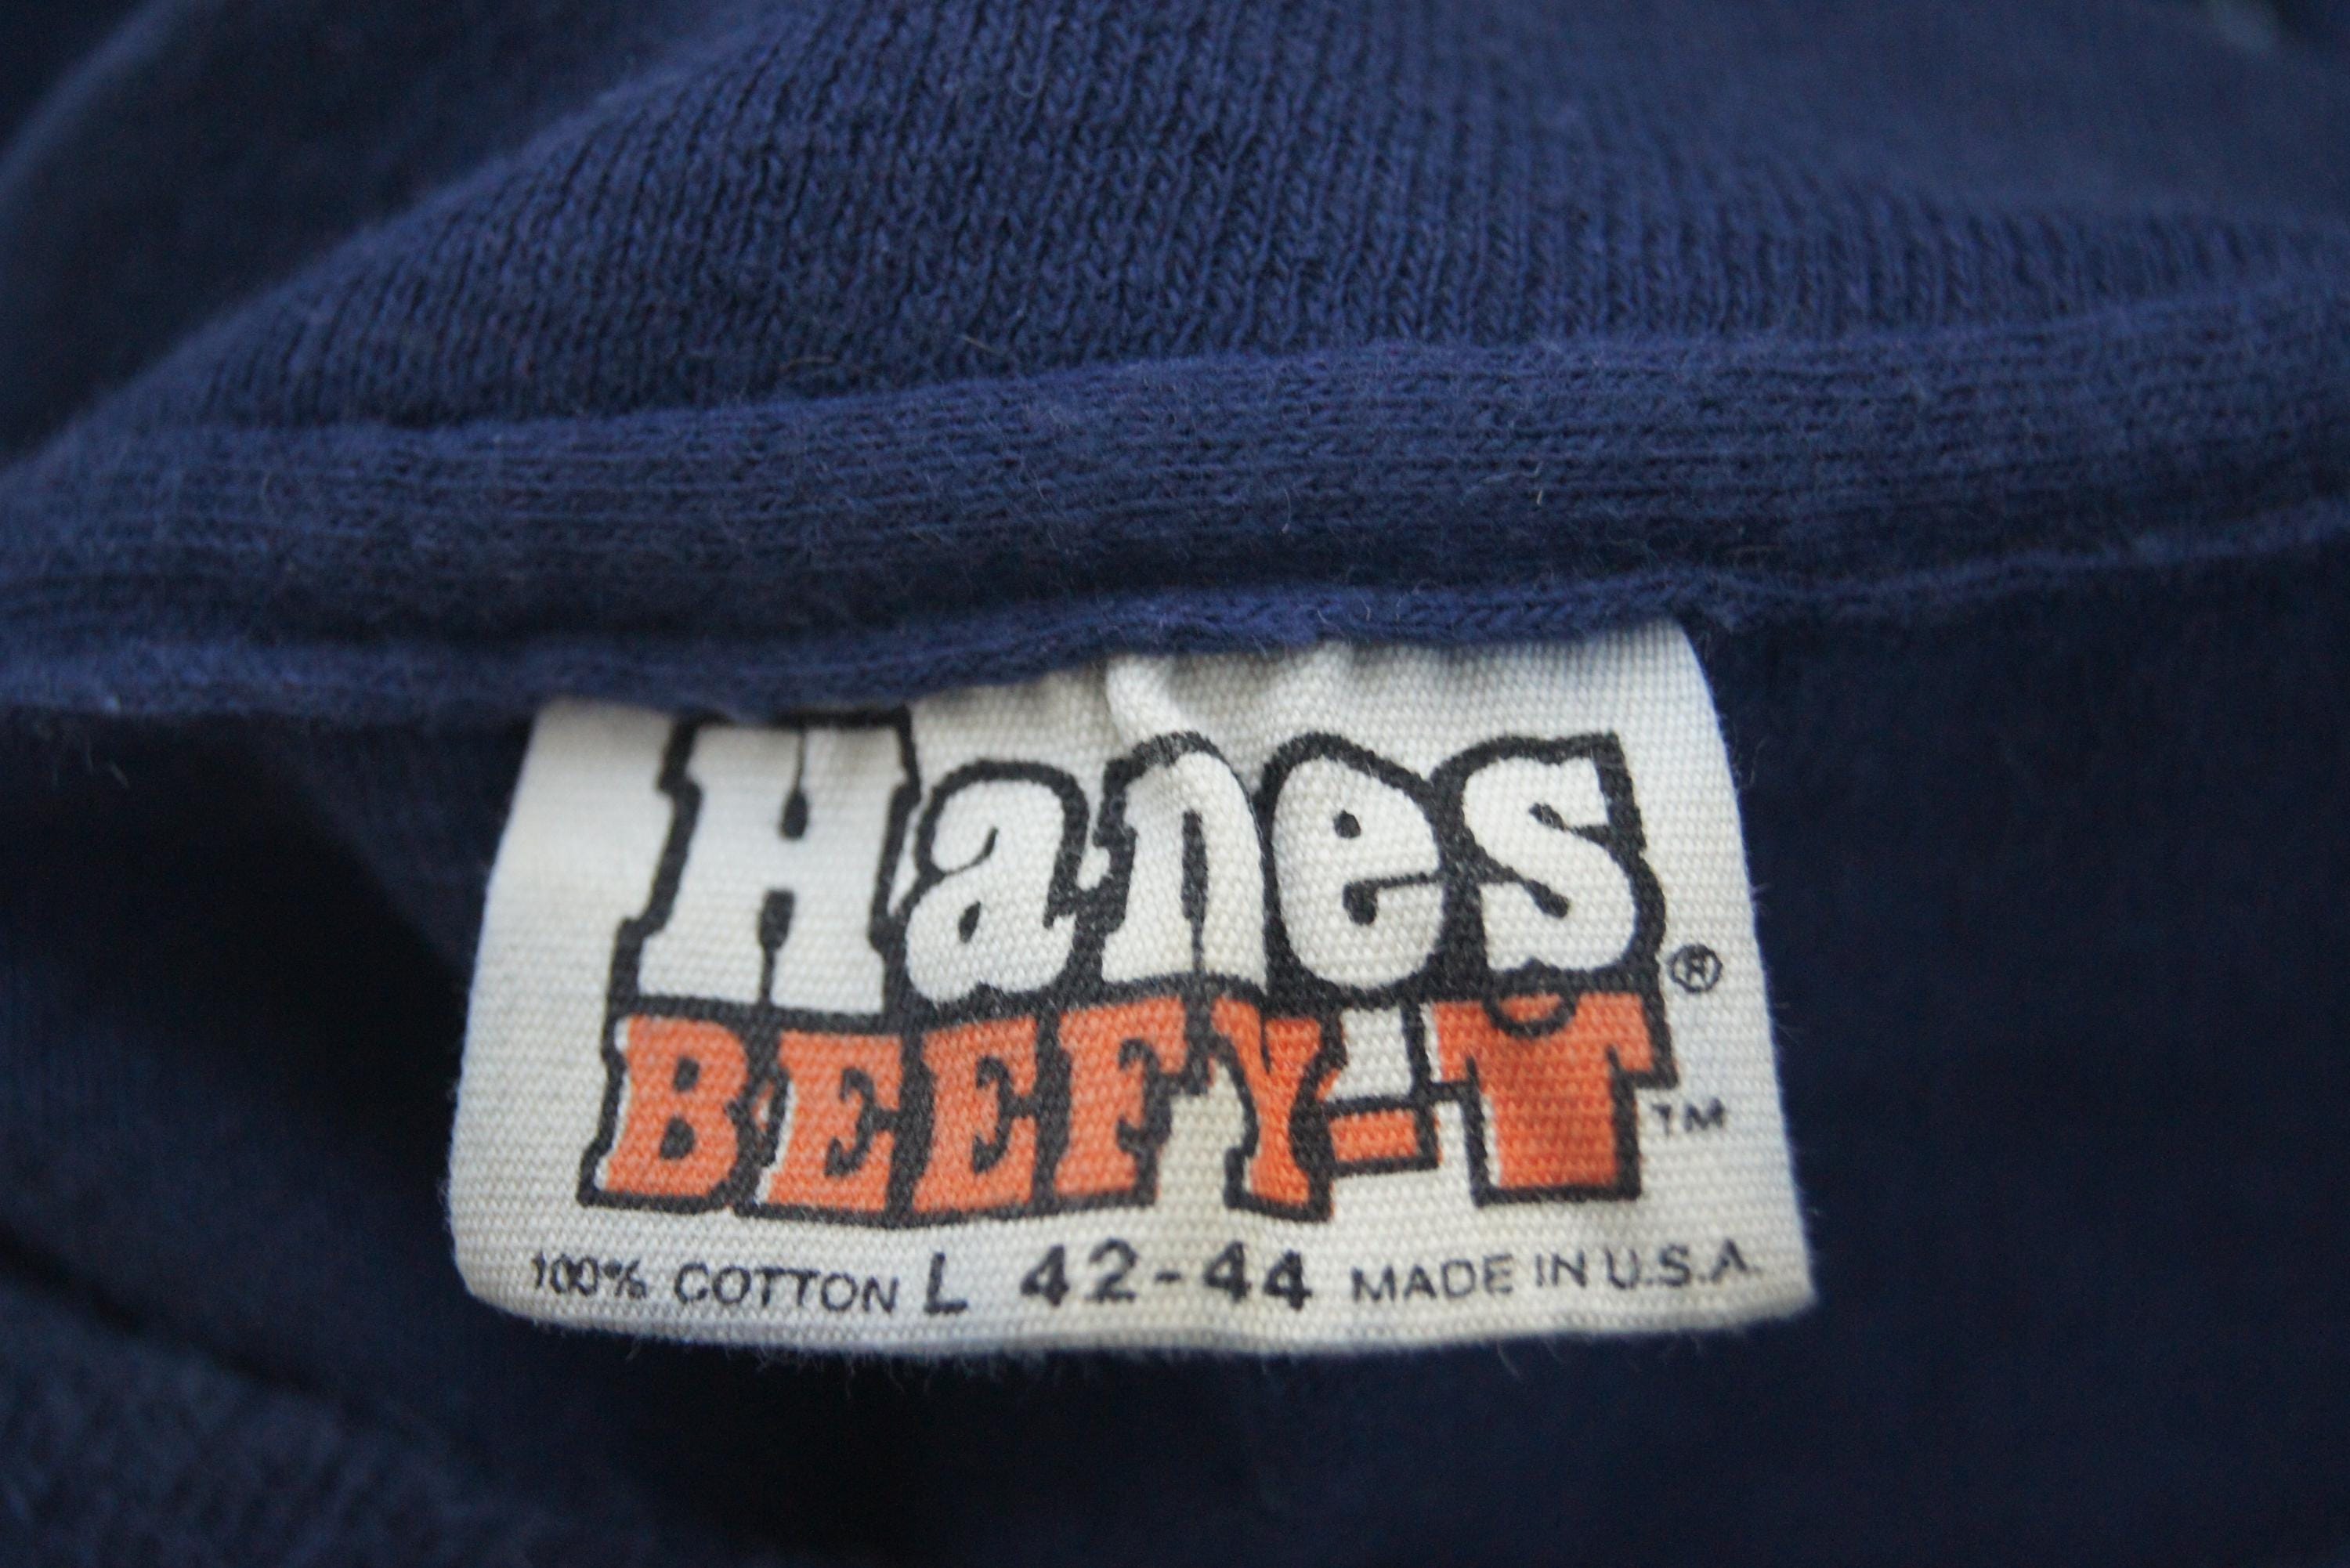 Hanes®
BEEFY-T™
100% COTTON L 42-44 MADE IN U.S.A.